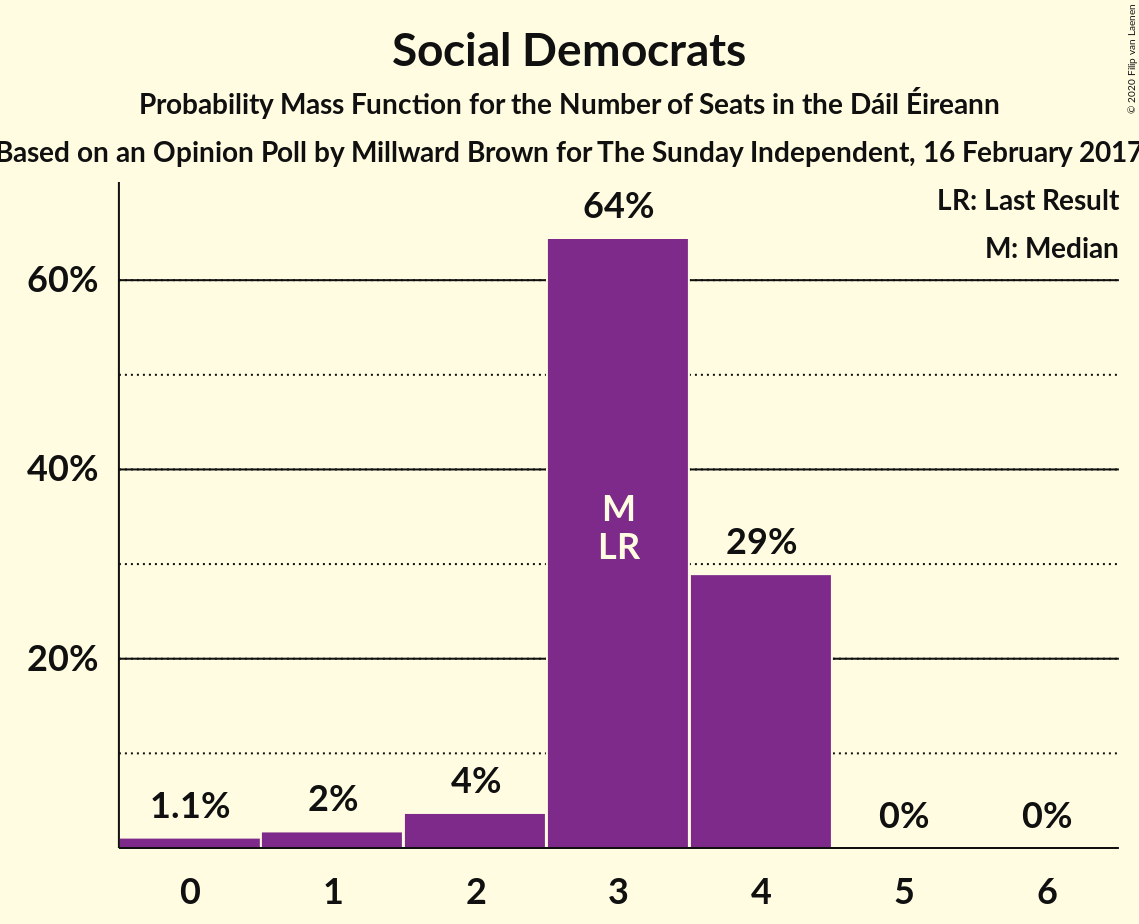 Social Democrats
Probability Mass Function for the Number of Seats in the Dáil Éireann
Based on an Opinion Poll by Millward Brown for The Sunday Independent, 16 February 2017
© 2020 Filip van Laenen
LR: Last Result
M: Median
64%
60%
40%
M
LR
29%
20%
1.1%
2%
4%
0%
0%
0
1
2
3
4
5
6